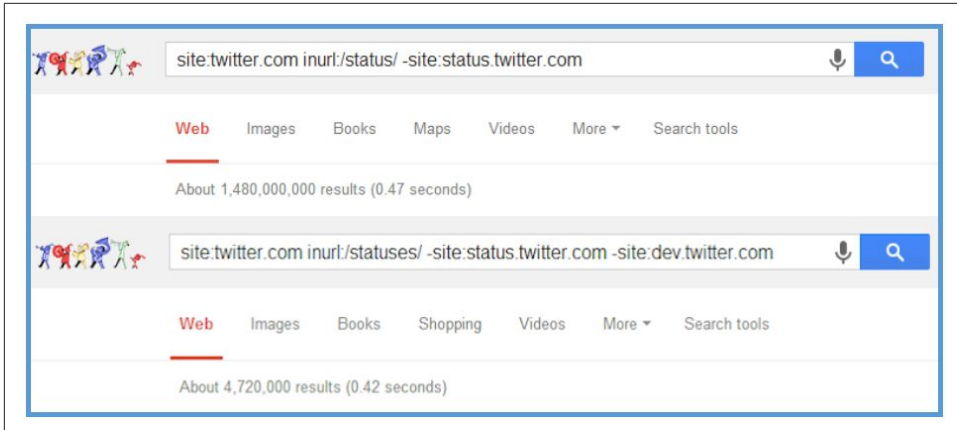 site:twitter.com inurl:/status/ -site:status.twitter.com
Web Images Books Maps Videos More Search tools
About 1,480,000,000 results (0.47 seconds)
site:twitter.com inurl:/statuses/ -site:status.twitter.com -site:dev.twitter.com
Web Images Books Shopping Videos More Search tools
About 4,720,000 results (0.42 seconds)